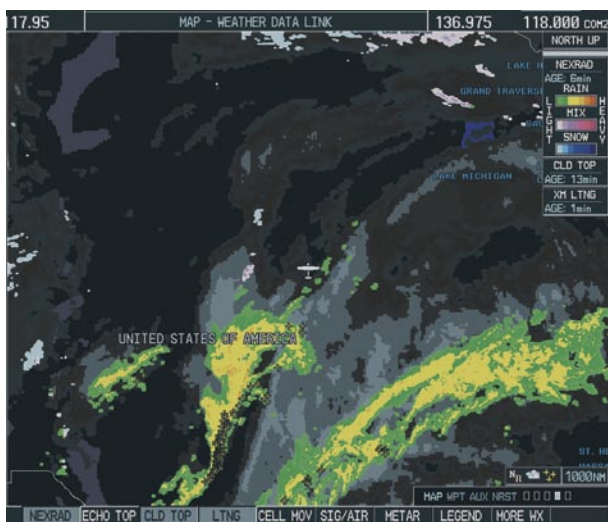 17.95 MAP - WEATHER DATA LINK 136.975 118.000 COM2
NORTH UP
NEXRAD
AGE: 6min
RAIN
LIGHT
HEAVY
MIX
SNOW
CLD TOP
AGE: 13min
XM LTNG
AGE: 1min
GRAND TRAVERSE
LAKE MICHIGAN
UNITED STATES OF AMERICA
1000NM
MAP WPT AUX NRST
NEXRAD ECHO TOP CLD TOP LTNG CELL MOV SIG/AIR METAR LEGEND MORE WX